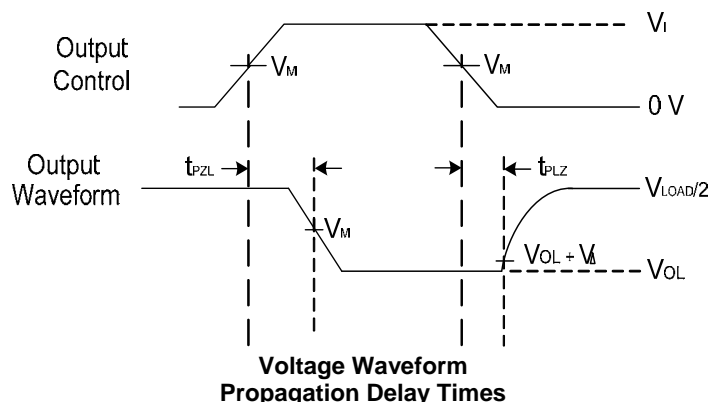 Output
Control
VM
VM
VI
0 V
Output
Waveform
tPZL
tPLZ
VLOAD/2
VM
VOL + VΔ
VOL
Voltage Waveform
Propagation Delay Times